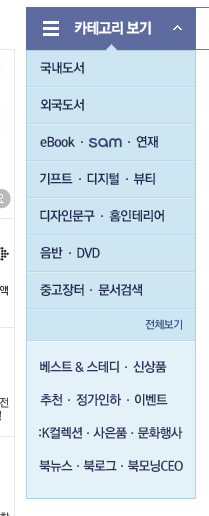 카테고리 보기
국내도서
외국도서
eBook · sam · 연재
기프트 · 디지털 · 뷰티
디자인문구 · 홈인테리어
음반 · DVD
중고장터 · 문서검색
전체보기
베스트 & 스테디 · 신상품
추천 · 정가인하 · 이벤트
:K컬렉션 · 사은품 · 문화행사
북뉴스 · 북로그 · 북모닝CEO
요
액
전